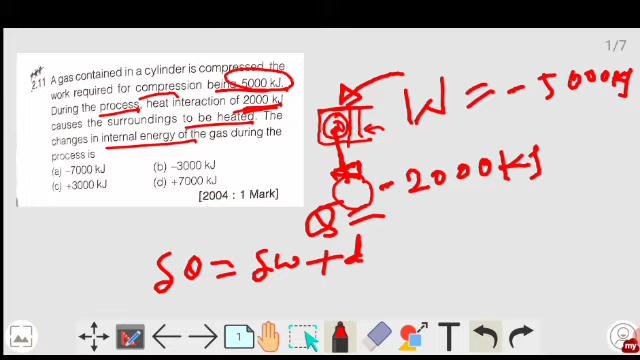 1/7
2.11 A gas contained in a cylinder is compressed, the
work required for compression being 5000 kJ.
During the process, heat interaction of 2000 kJ
causes the surroundings to be heated. The
changes in internal energy of the gas during the
process is
(a) –7000 kJ (b) –3000 kJ
(c) +3000 kJ (d) +7000 kJ
[2004 : 1 Mark]
W = - 5000kJ
- 2000kJ
Q
δQ = δw + d
1
T
my